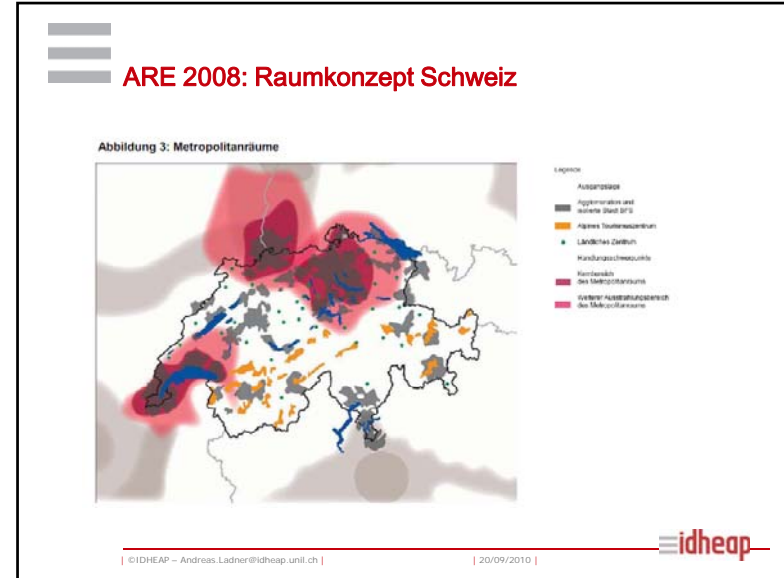 ARE 2008: Raumkonzept Schweiz
Abbildung 3: Metropolitanräume
Legende
Ausgangslage
Agglomeration und
isolierte Stadt BFS
Alpines Tourismuszentrum
Ländliches Zentrum
Handlungsschwerpunkte
Kernbereich
des Metropolitanraums
Weiterer Ausstrahlungsbereich
des Metropolitanraums
| ©IDHEAP – Andreas.Ladner@idheap.unil.ch |
| 20/09/2010 |
idheap